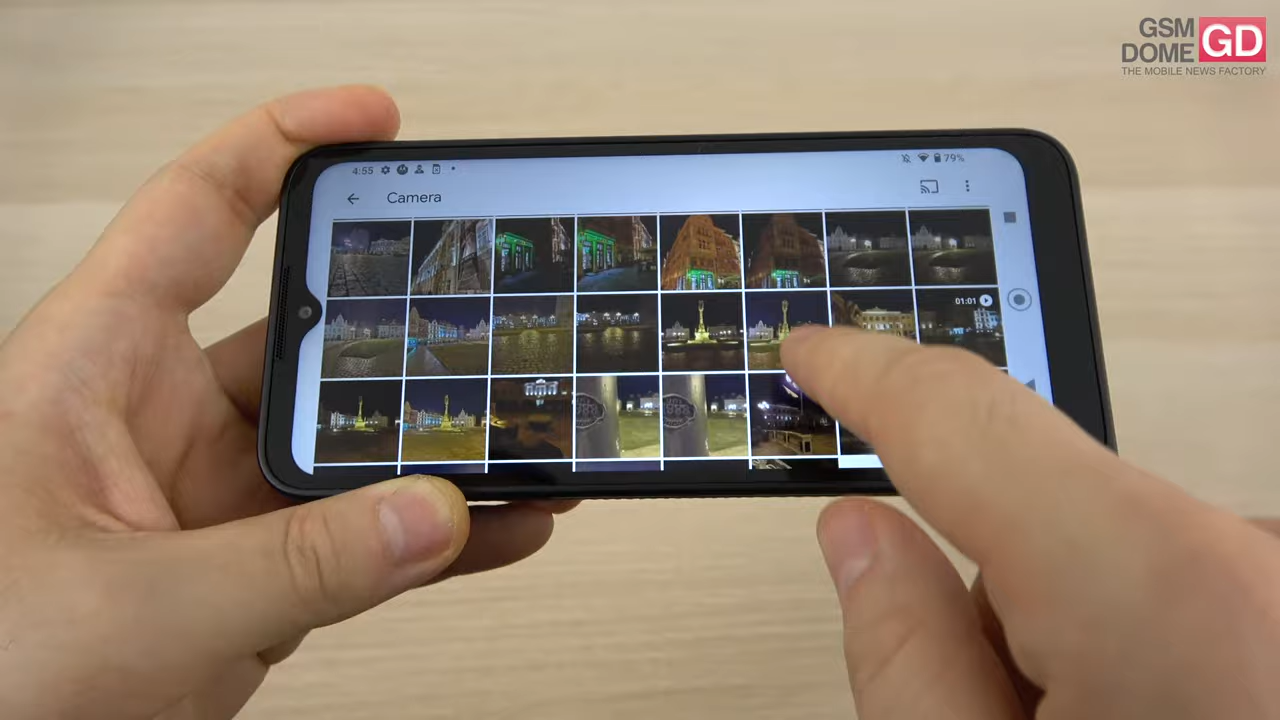 GSM
DOME GD
THE MOBILE NEWS FACTORY
4:55
79%
Camera
01:01